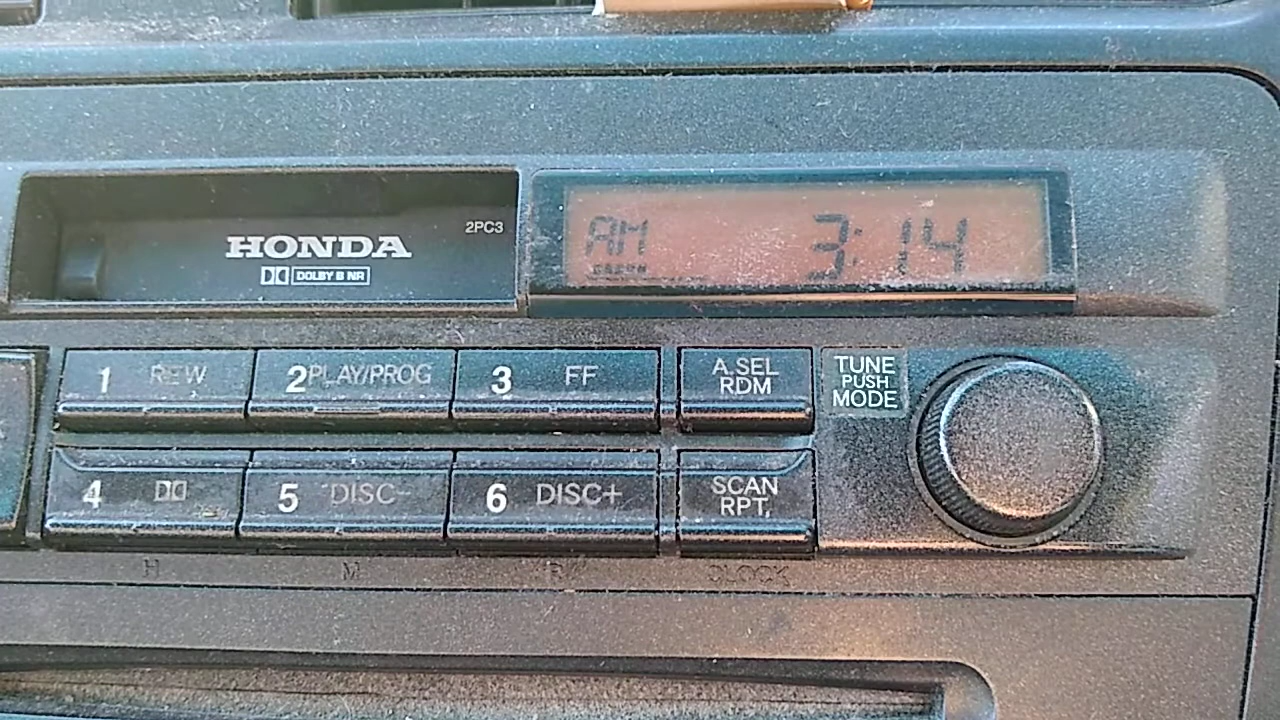 2PC3
HONDA
DOLBY B NR
AM 3:14
1 REW
2 PLAY/PROG
3 FF
A.SEL
RDM
TUNE
PUSH
MODE
4
5 DISC-
6 DISC+
SCAN
RPT.
H
M
CLOCK